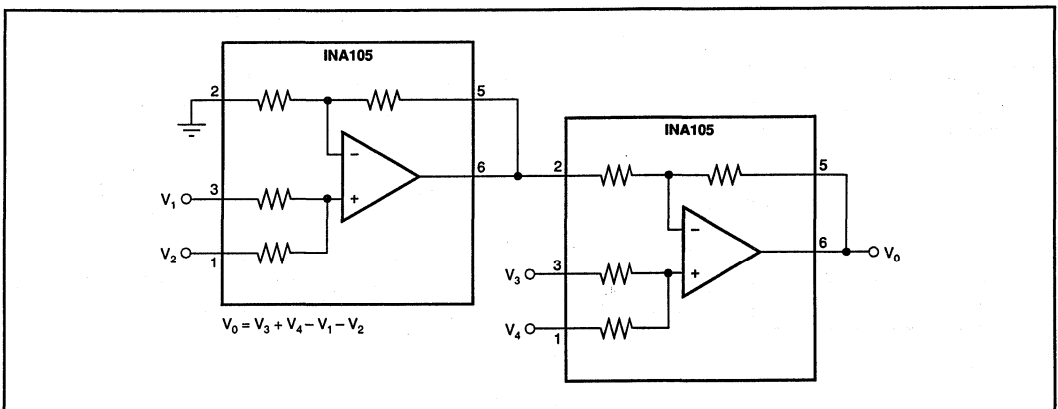 INA105
2
5
−
6
3
V₁
+
V₂
1
V₀ = V₃ + V₄ − V₁ − V₂
INA105
2
5
−
6
V₀
3
V₃
+
V₄
1